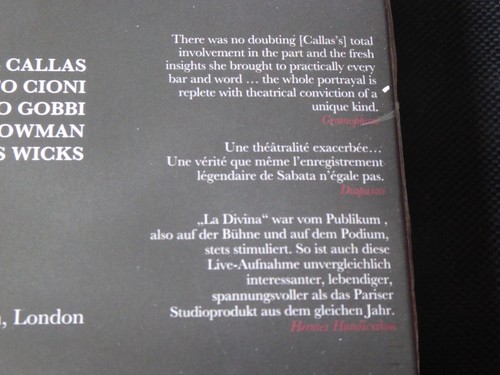 CALLAS
O CIONI
O GOBBI
OWMAN
S WICKS
, London
There was no doubting [Callas's] total
involvement in the part and the fresh
insights she brought to practically every
bar and word ... the whole portrayal is
replete with theatrical conviction of a
unique kind.
Gramophone
Une théâtralité exacerbée...
Une vérité que même l'enregistrement
légendaire de Sabata n'égale pas.
Diapason
„La Divina“ war vom Publikum ,
also auf der Bühne und auf dem Podium,
stets stimuliert. So ist auch diese
Live-Aufnahme unvergleichlich
interessanter, lebendiger,
spannungsvoller als das Pariser
Studioprodukt aus dem gleichen Jahr.
Hermes Handlexikon